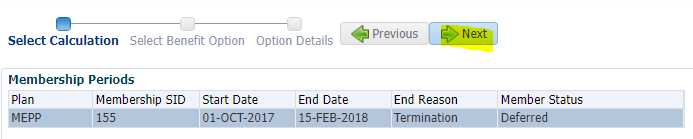 Select Calculation Select Benefit Option Option Details Previous Next
Membership Periods
Plan Membership SID Start Date End Date End Reason Member Status
MEPP 155 01-OCT-2017 15-FEB-2018 Termination Deferred